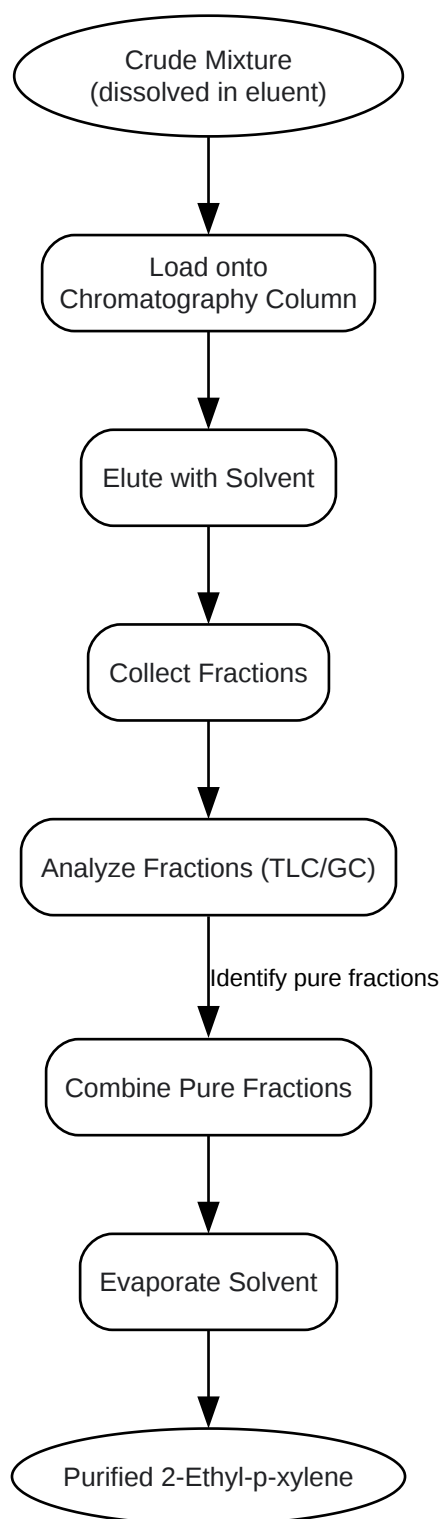 Crude Mixture
(dissolved in eluent)
Load onto
Chromatography Column
Elute with Solvent
Collect Fractions
Analyze Fractions (TLC/GC)
Identify pure fractions
Combine Pure Fractions
Evaporate Solvent
Purified 2-Ethyl-p-xylene